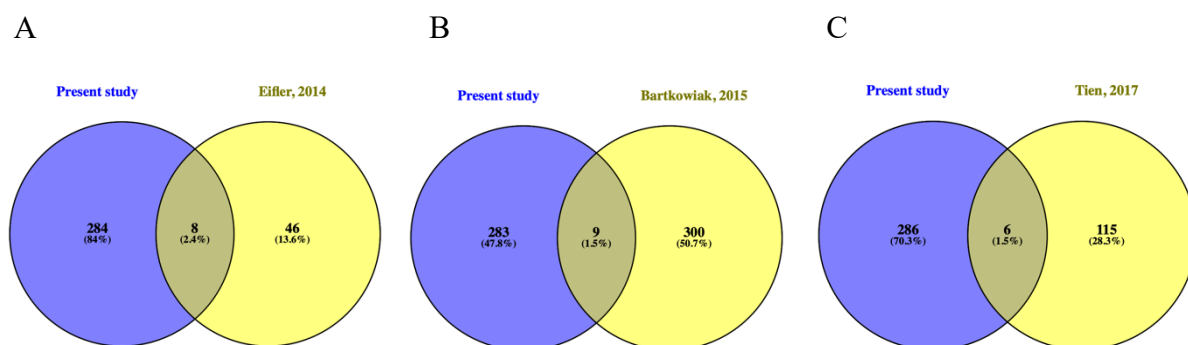 A
B
C
Present study
Eifler, 2014
284
(84%)
8
(2.4%)
46
(13.6%)
Present study
Bartkowiak, 2015
283
(47.8%)
9
(1.5%)
300
(50.7%)
Present study
Tien, 2017
286
(70.3%)
6
(1.5%)
115
(28.3%)